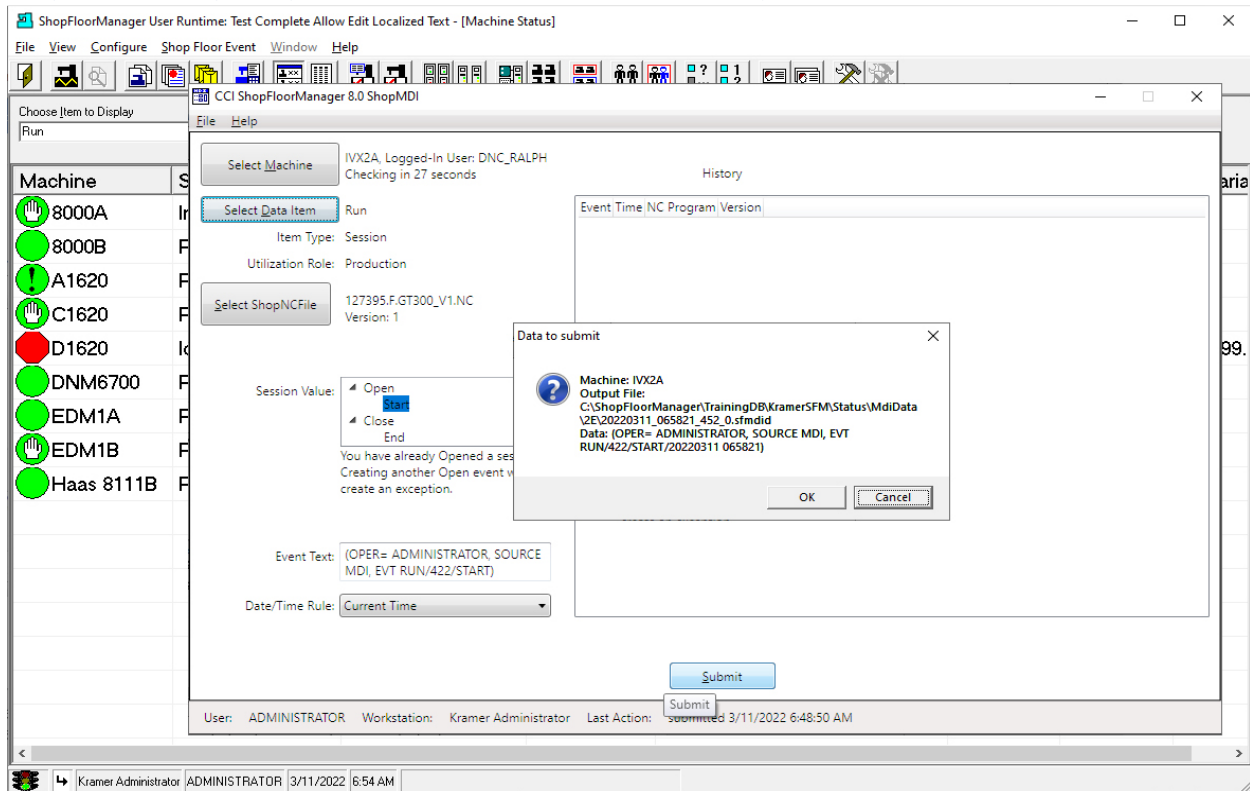 ShopFloorManager User Runtime: Test Complete Allow Edit Localized Text - [Machine Status]
File View Configure Shop Floor Event Window Help
Choose Item to Display
Run
Machine
8000A
8000B
A1620
C1620
D1620
DNM6700
EDM1A
EDM1B
Haas 8111B
99.
CCI ShopFloorManager 8.0 ShopMDI
File Help
Select Machine
IVX2A, Logged-In User: DNC_RALPH
Checking in 27 seconds
Select Data Item
Run
Item Type: Session
Utilization Role: Production
Select ShopNCFile
127395.F.GT300_V1.NC
Version: 1
Session Value:
Open
Start
Close
End
You have already Opened a
Creating another Open event
create an exception.
Event Text:
(OPER= ADMINISTRATOR, SOURCE
MDI, EVT RUN/422/START)
Date/Time Rule: Current Time
History
Event Time NC Program Version
Data to submit
Machine: IVX2A
Output File:
C:\ShopFloorManager\TrainingDB\KramerSFM\Status\MdiData
\2E\20220311_065821_452_0.sfmdid
Data: (OPER= ADMINISTRATOR, SOURCE MDI, EVT
RUN/422/START/20220311 065821)
OK Cancel
Submit
Submit
User: ADMINISTRATOR Workstation: Kramer Administrator Last Action: submitted 3/11/2022 6:48:50 AM
Kramer Administrator ADMINISTRATOR 3/11/2022 6:54 AM